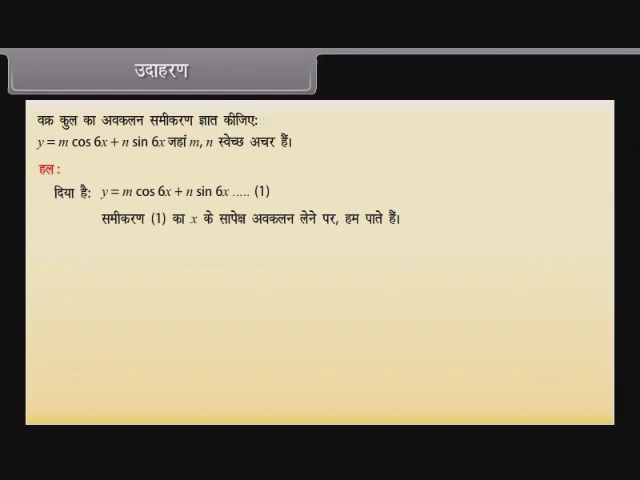 उदाहरण
वक्र कुल का अवकलन समीकरण ज्ञात कीजिए:
y = m cos 6x + n sin 6x जहां m, n स्वेच्छ अचर हैं।
हल :
दिया है: y = m cos 6x + n sin 6x ..... (1)
समीकरण (1) का x के सापेक्ष अवकलन लेने पर, हम पाते हैं।